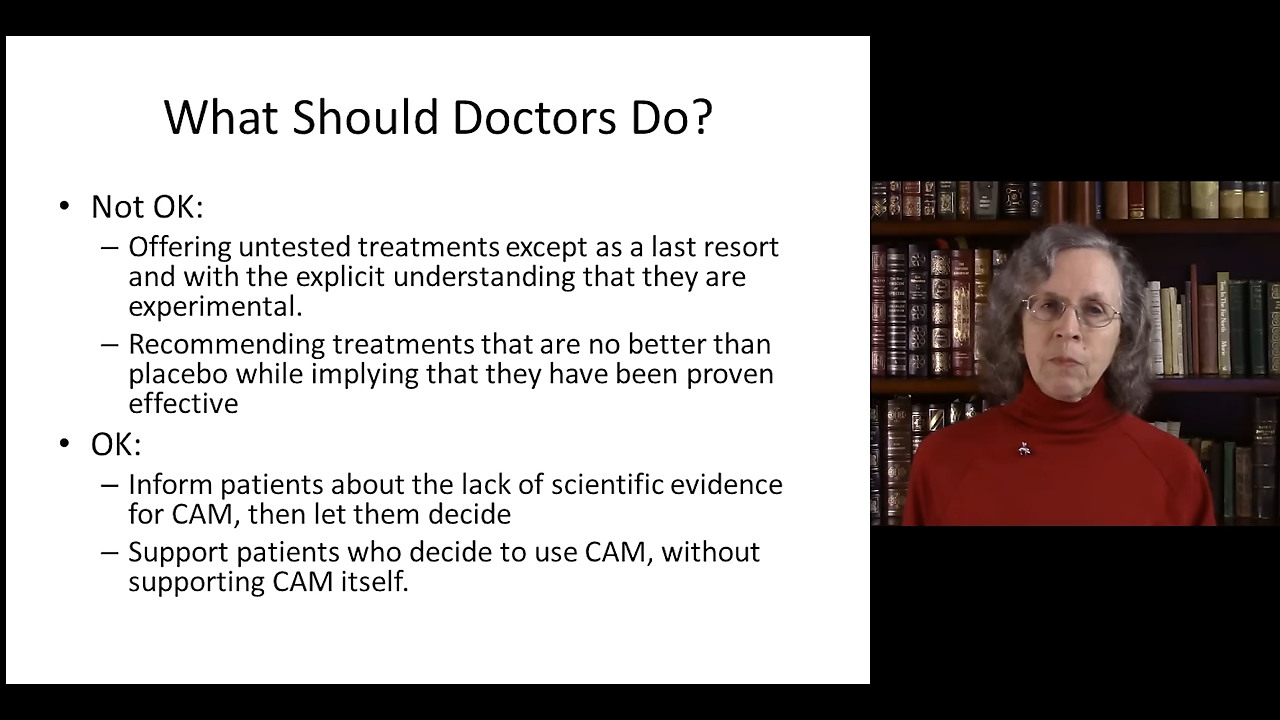 What Should Doctors Do?
• Not OK:
– Offering untested treatments except as a last resort
and with the explicit understanding that they are
experimental.
– Recommending treatments that are no better than
placebo while implying that they have been proven
effective
• OK:
– Inform patients about the lack of scientific evidence
for CAM, then let them decide
– Support patients who decide to use CAM, without
supporting CAM itself.